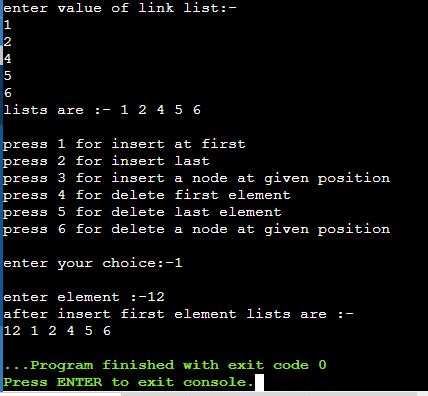 enter value of link list:-
1
2
4
5
6
lists are :- 1 2 4 5 6
press 1 for insert at first
press 2 for insert last
press 3 for insert a node at given position
press 4 for delete first element
press 5 for delete last element
press 6 for delete a node at given position
enter your choice:-1
enter element :-12
after insert first element lists are :-
12 1 2 4 5 6
...Program finished with exit code 0
Press ENTER to exit console.